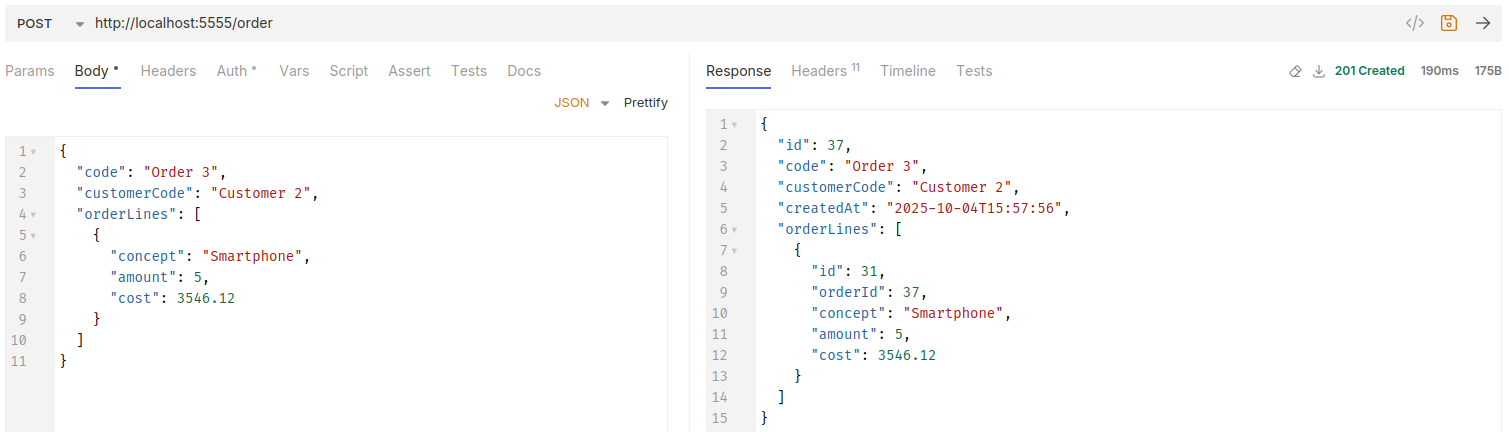 POST http://localhost:5555/order </>
Params Body Headers Auth Vars Script Assert Tests Docs
Response Headers 11 Timeline Tests 201 Created 190ms 175B
JSON Prettify
1 {
2 "code": "Order 3",
3 "customerCode": "Customer 2",
4 "orderLines": [
5 {
6 "concept": "Smartphone",
7 "amount": 5,
8 "cost": 3546.12
9 }
10 ]
11 }
1 {
2 "id": 37,
3 "code": "Order 3",
4 "customerCode": "Customer 2",
5 "createdAt": "2025-10-04T15:57:56",
6 "orderLines": [
7 {
8 "id": 31,
9 "orderId": 37,
10 "concept": "Smartphone",
11 "amount": 5,
12 "cost": 3546.12
13 }
14 ]
15 }